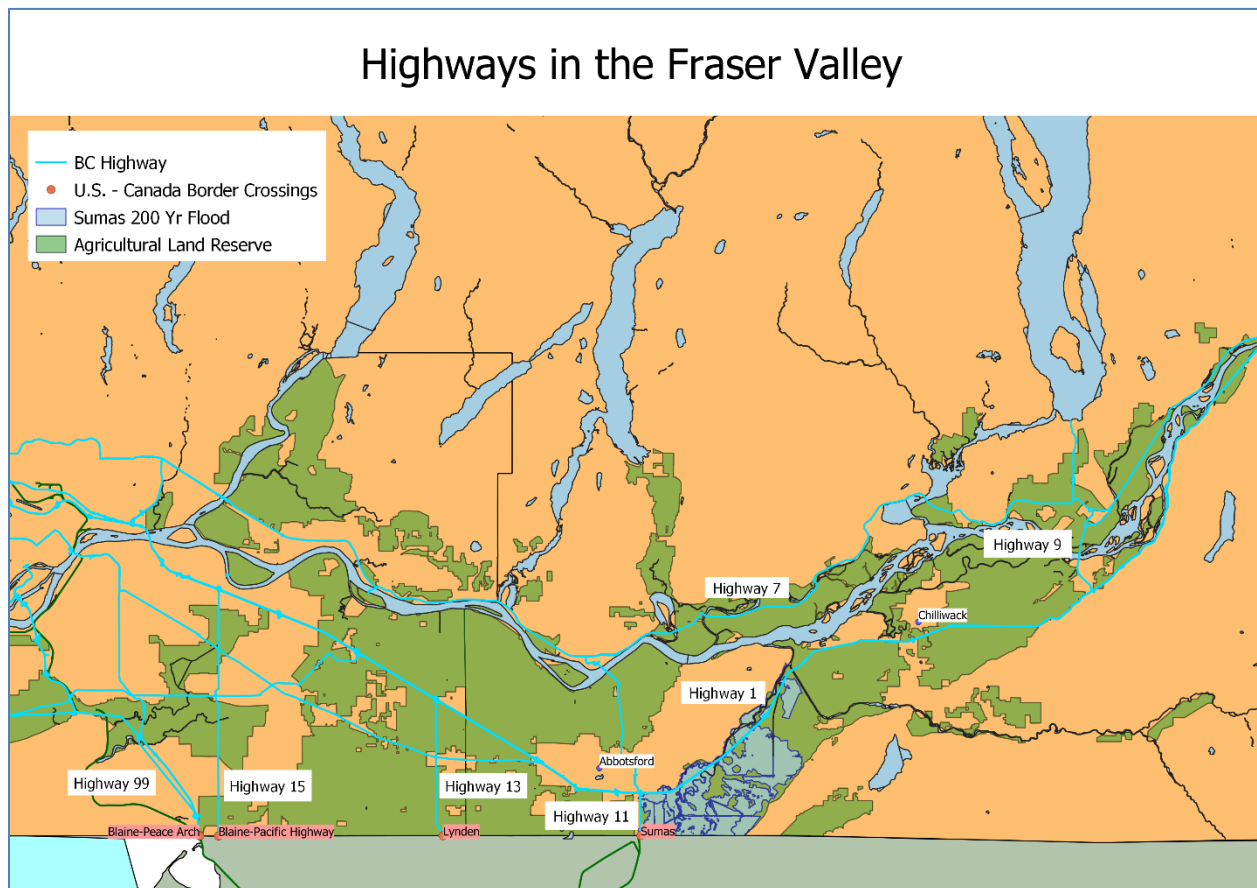 Highways in the Fraser Valley
BC Highway
U.S. - Canada Border Crossings
Sumas 200 Yr Flood
Agricultural Land Reserve
Highway 9
Highway 7
Chilliwack
Highway 1
Abbotsford
Highway 99
Highway 15
Highway 13
Highway 11
Blaine-Peace Arch
Blaine-Pacific Highway
Lynden
Sumas